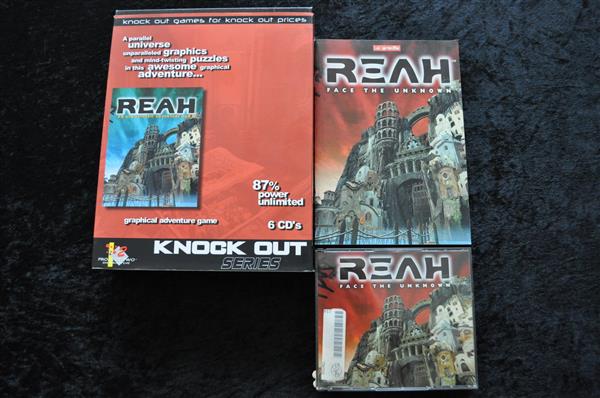 knock out games for knock out prices
A parallel
universe
unparalleled graphics
and mind-twisting puzzles
in this awesome graphical
adventure...
REAH
87%
power
unlimited
graphical adventure game
6 CD's
KNOCK OUT
SERIES
REAH
FACE THE UNKNOWN
REAH
FACE THE UNKNOWN